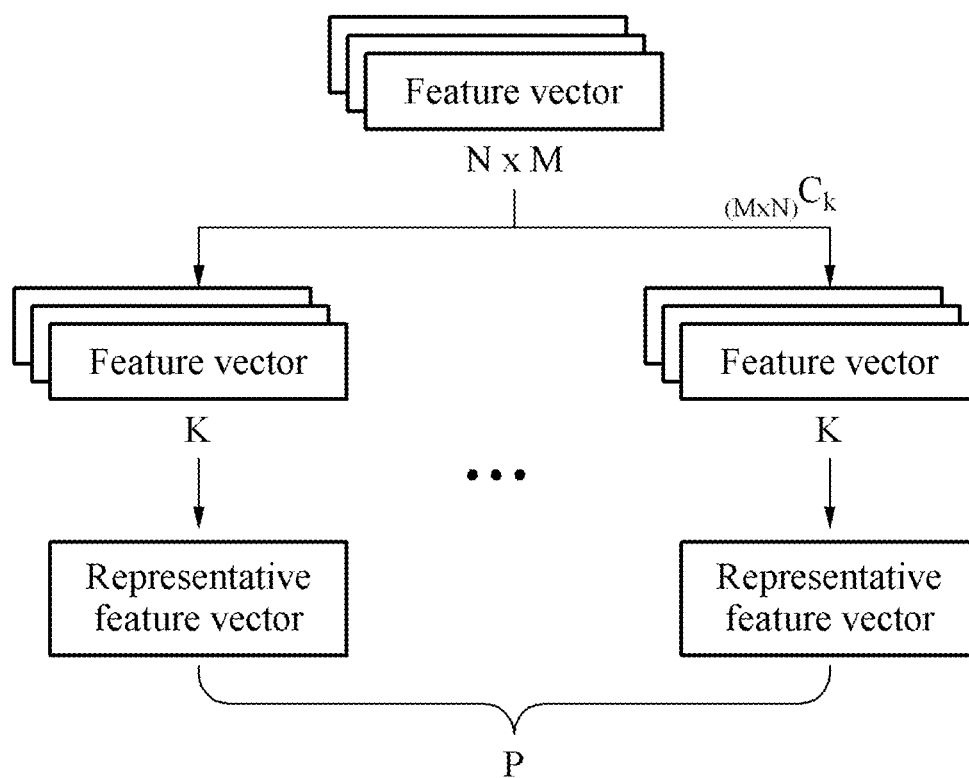 Feature vector
N x M
(MxN)Ck
Feature vector
Feature vector
K
K
•••
Representative
feature vector
Representative
feature vector
P